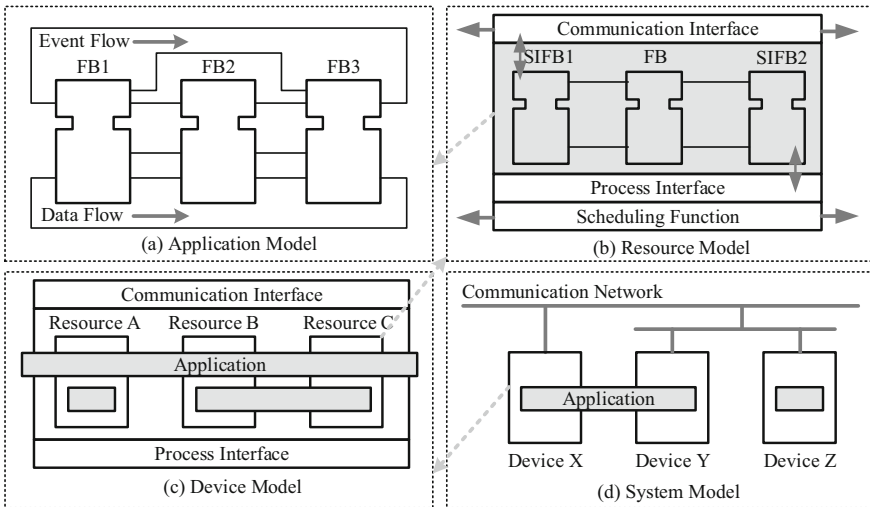 Event Flow
FB1
FB2
FB3
Data Flow
(a) Application Model
Communication Interface
SIFB1
FB
SIFB2
Process Interface
Scheduling Function
(b) Resource Model
Communication Interface
Resource A
Resource B
Resource C
Application
Process Interface
(c) Device Model
Communication Network
Application
Device X
Device Y
Device Z
(d) System Model